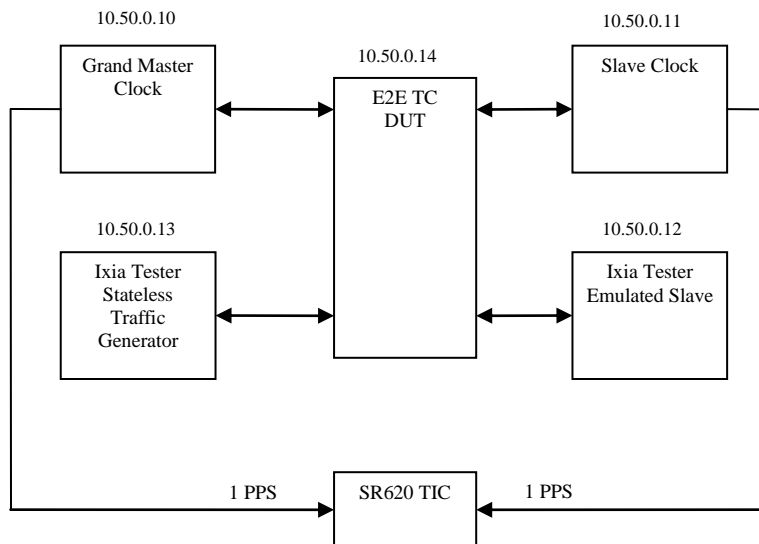 10.50.0.10
Grand Master
Clock
10.50.0.14
E2E TC
DUT
10.50.0.11
Slave Clock
10.50.0.13
Ixia Tester
Stateless
Traffic
Generator
10.50.0.12
Ixia Tester
Emulated Slave
1 PPS
SR620 TIC
1 PPS